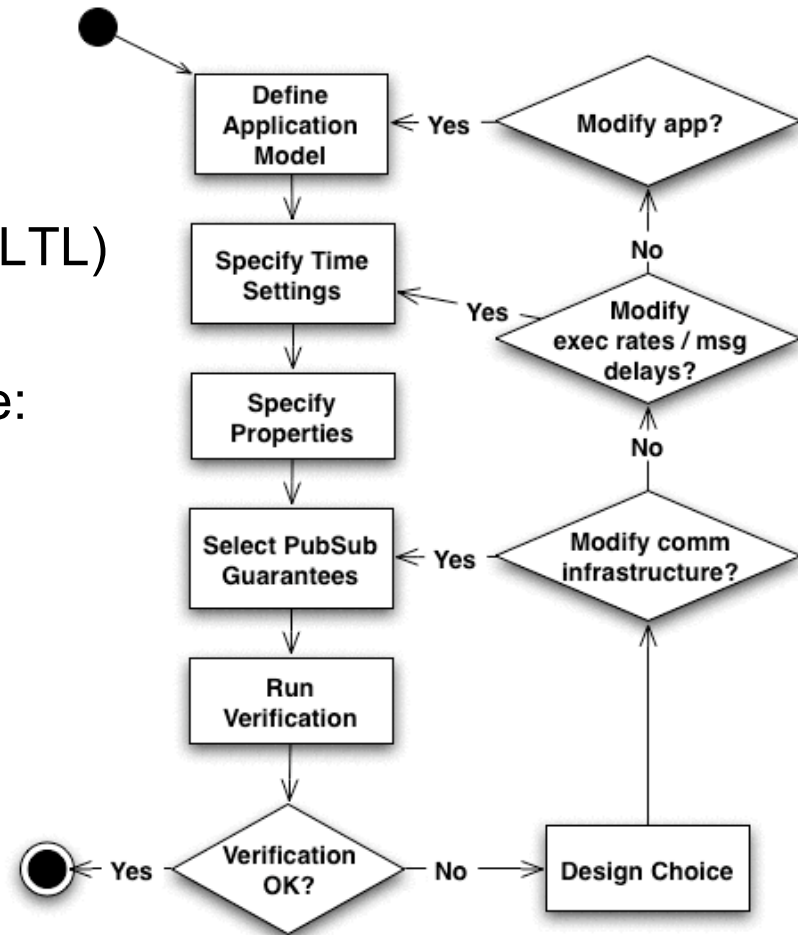 Define
Application
Model
Yes
Modify app?
LTL)
Specify Time
Settings
No
Yes
Modify
exec rates / msg
delays?
e:
Specify
Properties
No
Select PubSub
Guarantees
Yes
Modify comm
infrastructure?
Run
Verification
Yes
Verification
OK?
No
Design Choice